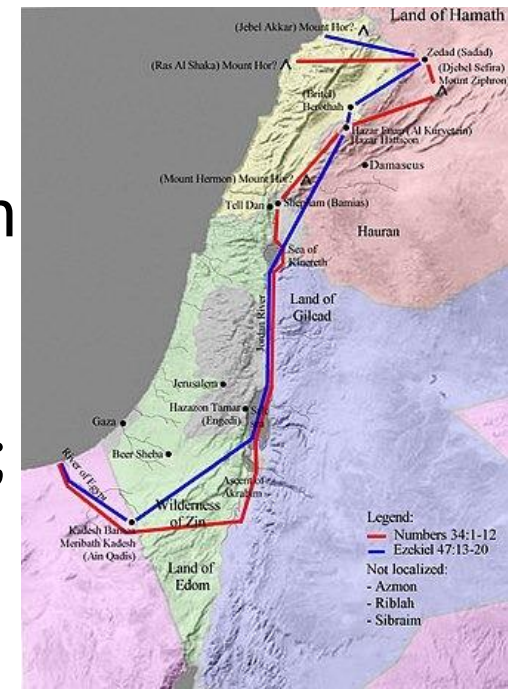 Land of Hamath
(Jebel Akkar) Mount Hor?
Zedad (Sadad)
(Ras Al Shaka) Mount Hor?
(Djebel Sefira)
Mount Ziphron
(Britel)
Berothah
Hazar Enan (Al Kurvetein)
Hazar Hatticon
Damascus
(Mount Hermon) Mount Hor?
Tell Dan
Shepham (Banias)
Hauran
Sea of
Kinereth
Land of
Gilead
Jordan River
Jerusalem
Hazazon Tamar
(Engedi)
Gaza
Beer Sheba
River of Egypt
Ascent of
Akrabim
Wilderness
of Zin
Kadesh
Meribath Kadesh
(Ain Qadis)
Land of
Edom
Legend:
Numbers 34:1-12
Ezekiel 47:13-20
Not localized:
- Azmon
- Riblah
- Sibraim